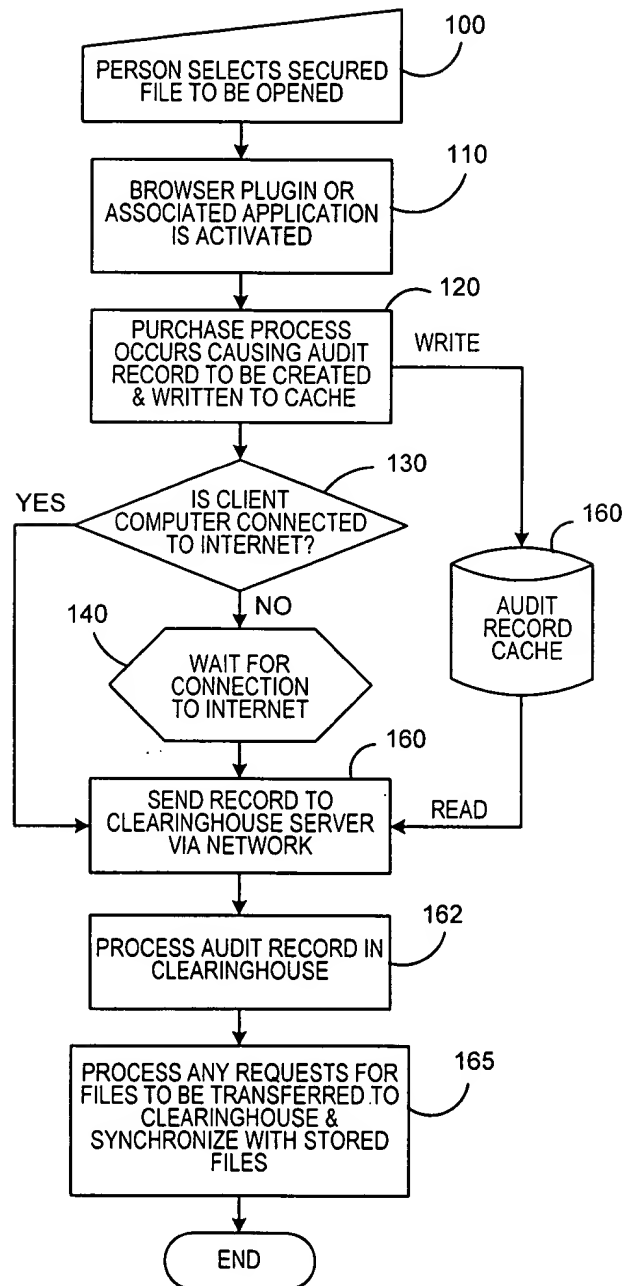 100
PERSON SELECTS SECURED
FILE TO BE OPENED
110
BROWSER PLUGIN OR
ASSOCIATED APPLICATION
IS ACTIVATED
120
PURCHASE PROCESS
OCCURS CAUSING AUDIT
RECORD TO BE CREATED
& WRITTEN TO CACHE
WRITE
130
YES
IS CLIENT
COMPUTER CONNECTED
TO INTERNET?
160
AUDIT
RECORD
CACHE
NO
140
WAIT FOR
CONNECTION
TO INTERNET
160
SEND RECORD TO
CLEARINGHOUSE SERVER
VIA NETWORK
READ
162
PROCESS AUDIT RECORD IN
CLEARINGHOUSE
165
PROCESS ANY REQUESTS FOR
FILES TO BE TRANSFERRED TO
CLEARINGHOUSE &
SYNCHRONIZE WITH STORED
FILES
END